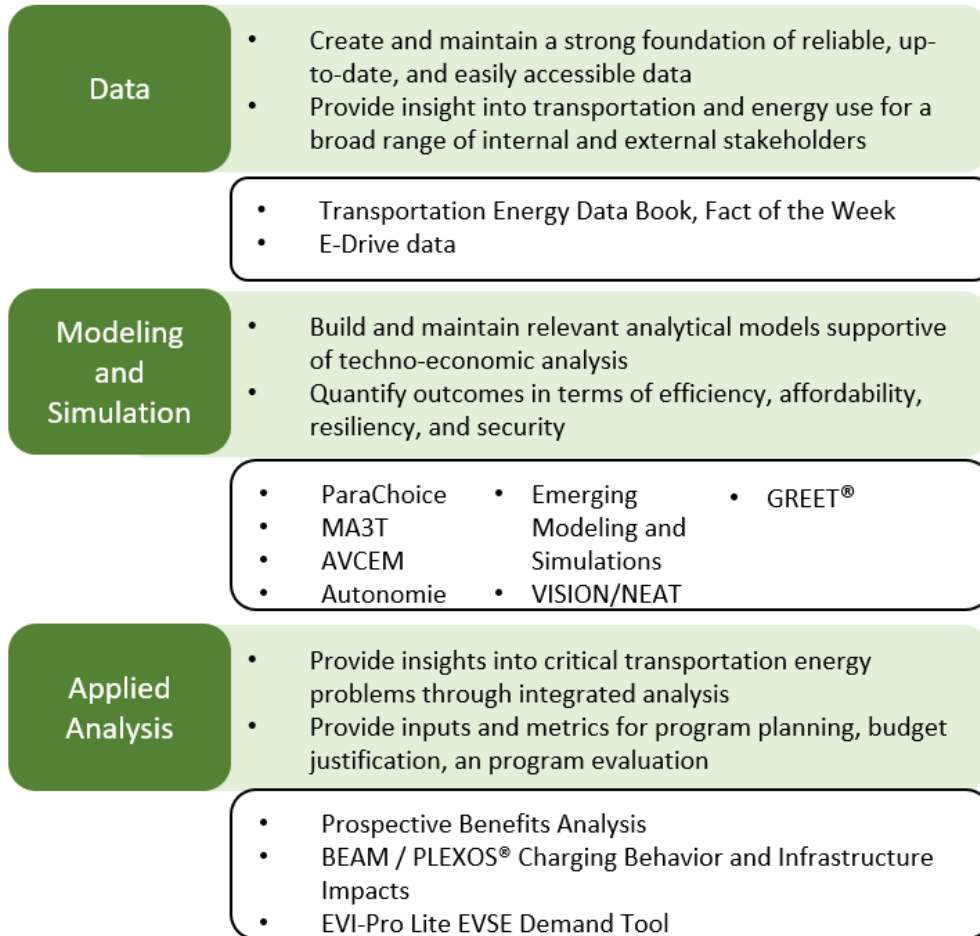 Data
• Create and maintain a strong foundation of reliable, up-
to-date, and easily accessible data
• Provide insight into transportation and energy use for a
broad range of internal and external stakeholders
• Transportation Energy Data Book, Fact of the Week
• E-Drive data
Modeling
and
Simulation
• Build and maintain relevant analytical models supportive
of techno-economic analysis
• Quantify outcomes in terms of efficiency, affordability,
resiliency, and security
• ParaChoice
• MA3T
• AVCEM
• Autonomie
• Emerging
Modeling and
Simulations
• VISION/NEAT
• GREET®
Applied
Analysis
• Provide insights into critical transportation energy
problems through integrated analysis
• Provide inputs and metrics for program planning, budget
justification, an program evaluation
• Prospective Benefits Analysis
• BEAM / PLEXOS® Charging Behavior and Infrastructure
Impacts
• EVI-Pro Lite EVSE Demand Tool